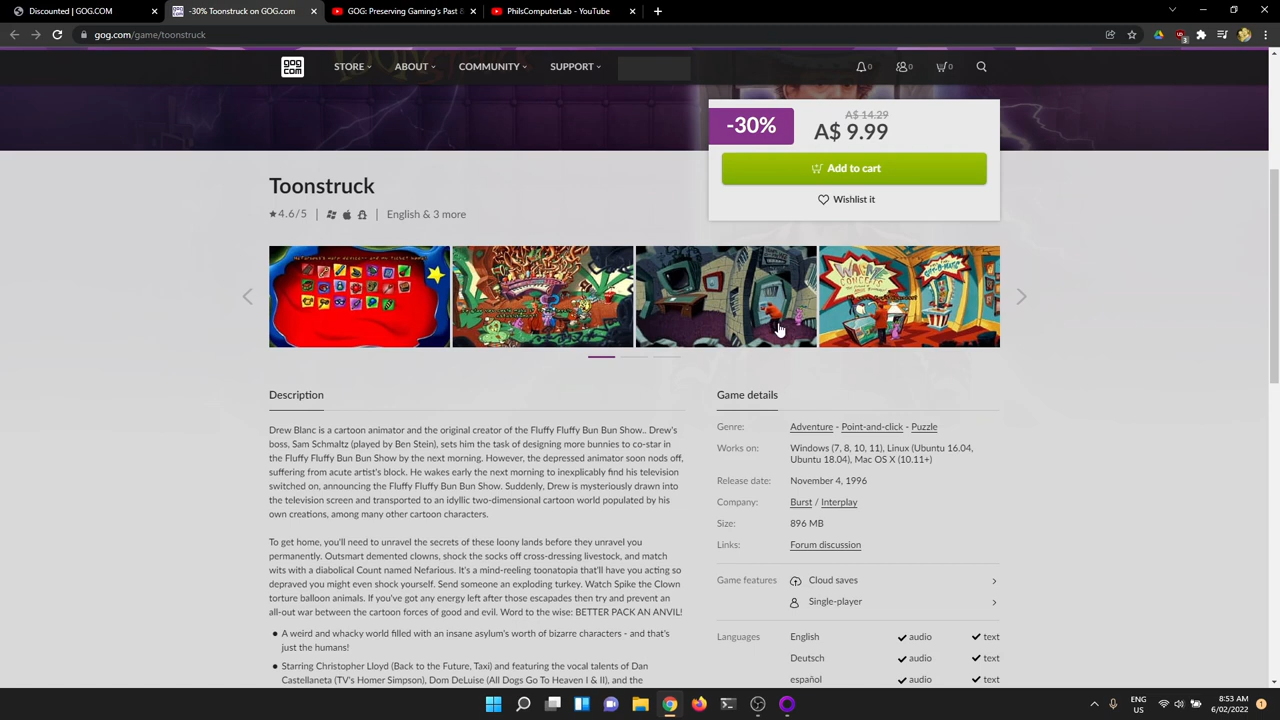 Discounted | GOG.COM
-30% Toonstruck on GOG.COM
GOG: Preserving Gaming's Past &
PhilsComputerLab - YouTube
gog.com/game/toonstruck
3
gog
com
STORE
ABOUT
COMMUNITY
SUPPORT
0
0
0
-30%
A$ 14.29
A$ 9.99
Add to cart
Wishlist it
Toonstruck
4.6/5
English & 3 more
Description
Drew Blanc is a cartoon animator and the original creator of the Fluffy Fluffy Bun Bun Show.. Drew's
boss, Sam Schmaltz (played by Ben Stein), sets him the task of designing more bunnies to co-star in
the Fluffy Fluffy Bun Bun Show by the next morning. However, the depressed animator soon nods off,
suffering from acute artist's block. He wakes early the next morning to inexplicably find his television
switched on, announcing the Fluffy Fluffy Bun Bun Show. Suddenly, Drew is mysteriously drawn into
the television screen and transported to an idyllic two-dimensional cartoon world populated by his
own creations, among many other cartoon characters.
To get home, you'll need to unravel the secrets of these loony lands before they unravel you
permanently. Outsmart demented clowns, shock the socks off cross-dressing livestock, and match
wits with a diabolical Count named Nefarious. It's a mind-reeling toonatopia that'll have you acting so
depraved you might even shock yourself. Send someone an exploding turkey. Watch Spike the Clown
torture balloon animals. If you've got any energy left after those escapades then try and prevent an
all-out war between the cartoon forces of good and evil. Word to the wise: BETTER PACK AN ANVIL!
A weird and whacky world filled with an insane asylum's worth of bizarre characters - and that's
just the humans!
Starring Christopher Lloyd (Back to the Future, Taxi) and featuring the vocal talents of Dan
Castellaneta (TV's Homer Simpson), Dom DeLuise (All Dogs Go To Heaven I & II), and the
Game details
Genre: Adventure - Point-and-click - Puzzle
Works on: Windows (7, 8, 10, 11), Linux (Ubuntu 16.04,
Ubuntu 18.04), Mac OS X (10.11+)
Release date: November 4, 1996
Company: Burst / Interplay
Size: 896 MB
Links: Forum discussion
Game features Cloud saves
Single-player
Languages English audio text
Deutsch audio text
español audio text
ENG
US
8:53 AM
6/02/2022